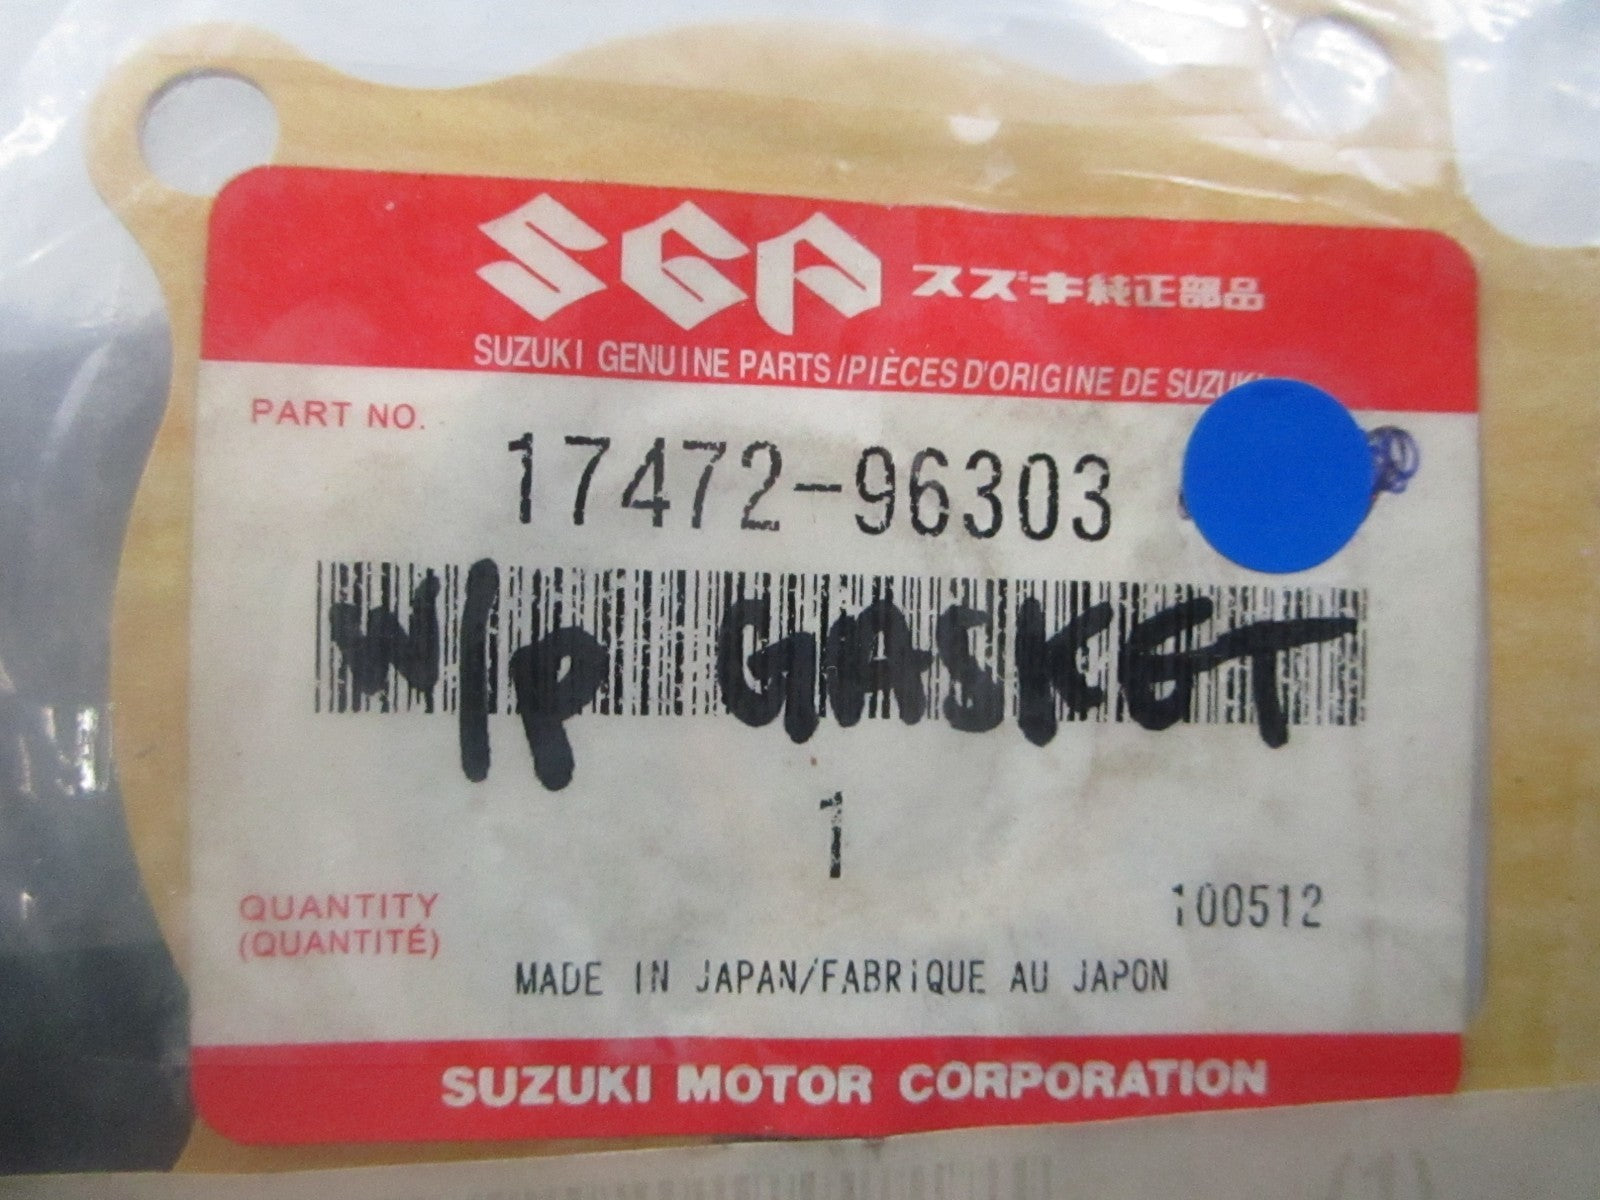 SGP スズキ純正部品
SUZUKI GENUINE PARTS/PIÈCES D'ORIGINE DE SUZUKI
PART NO.
17472-96303
W/P GASKET
1
QUANTITY
(QUANTITÉ)
100512
MADE IN JAPAN/FABRIQUE AU JAPON
SUZUKI MOTOR CORPORATION